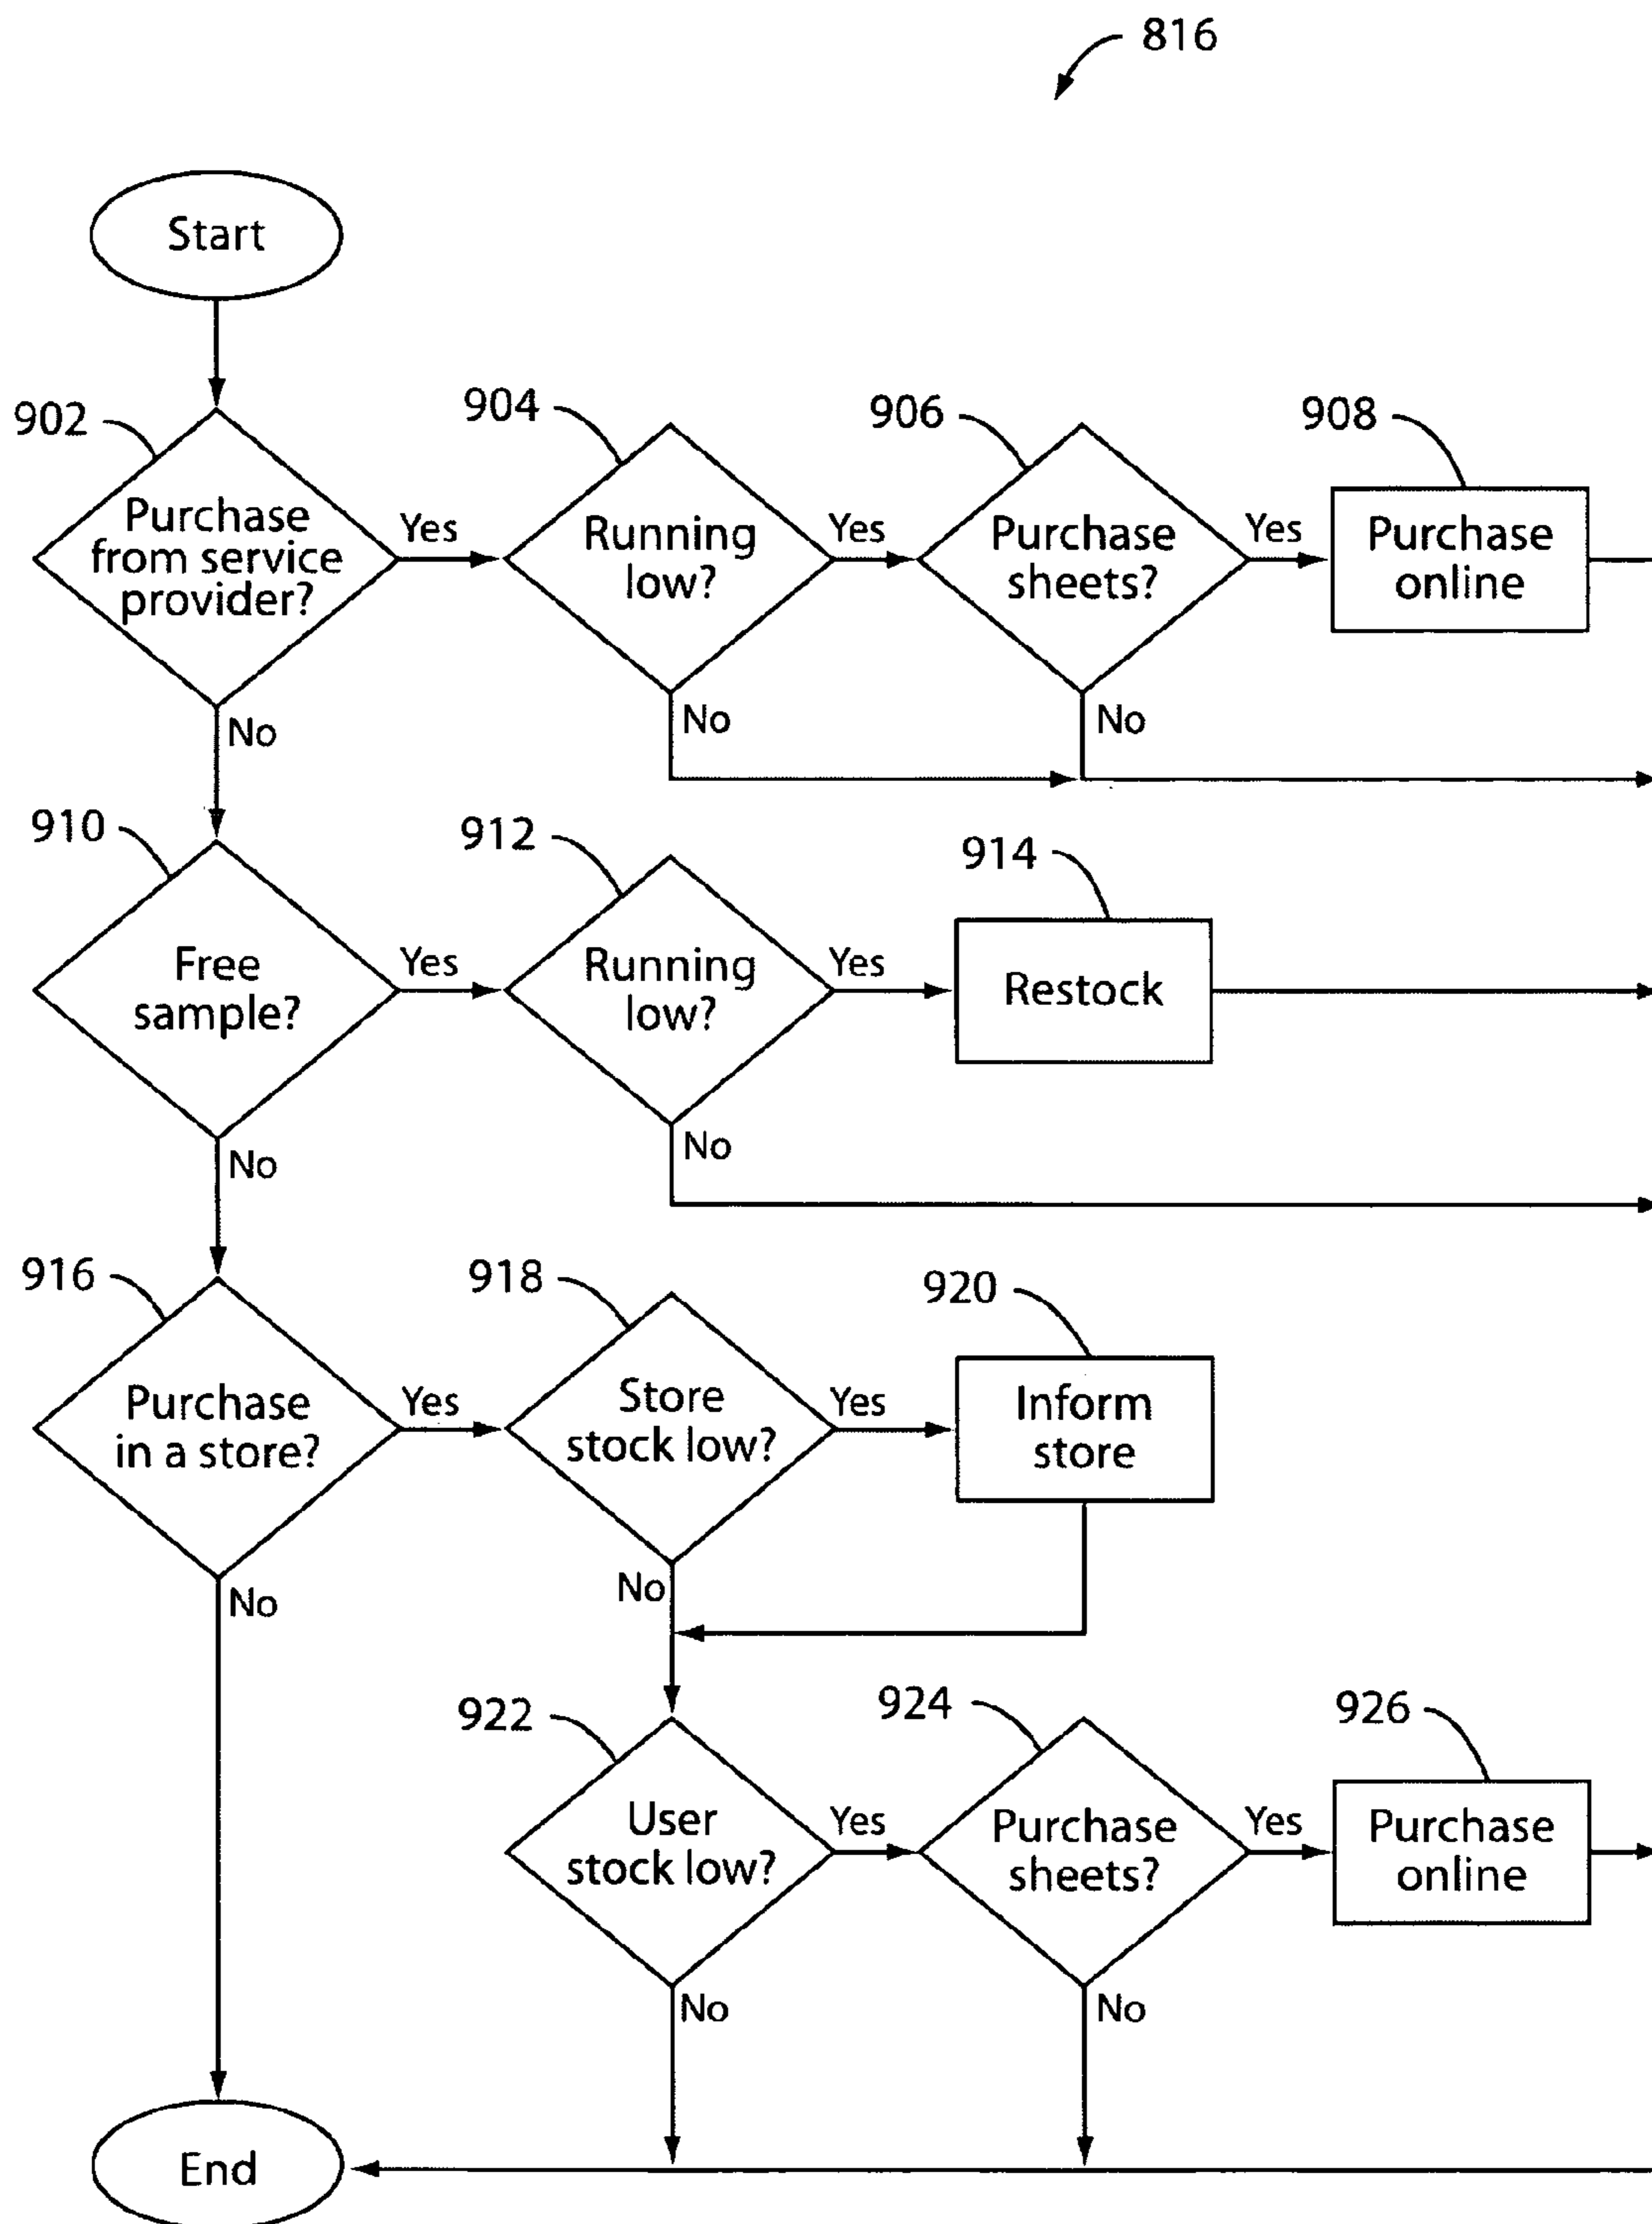 816
Start
902
904
906
908
Purchase
from service
provider?
Yes
Running
low?
Yes
Purchase
sheets?
Yes
Purchase
online
No
No
No
910
912
914
Free
sample?
Yes
Running
low?
Yes
Restock
No
No
916
918
920
Purchase
in a store?
Yes
Store
stock low?
Yes
Inform
store
No
No
922
924
926
User
stock low?
Yes
Purchase
sheets?
Yes
Purchase
online
No
No
End